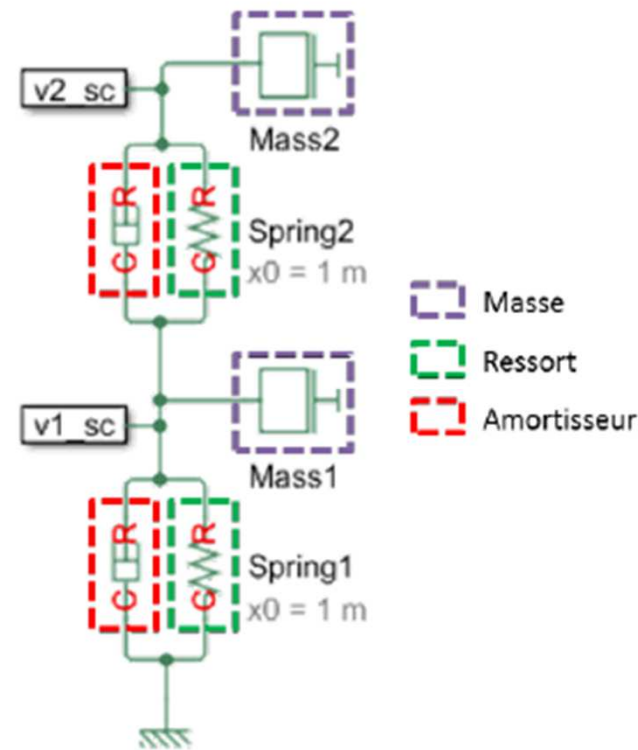 v2_sc
Mass2
R R
C C
Spring2
x0 = 1 m
Masse
Ressort
Amortisseur
v1_sc
Mass1
R R
C C
Spring1
x0 = 1 m